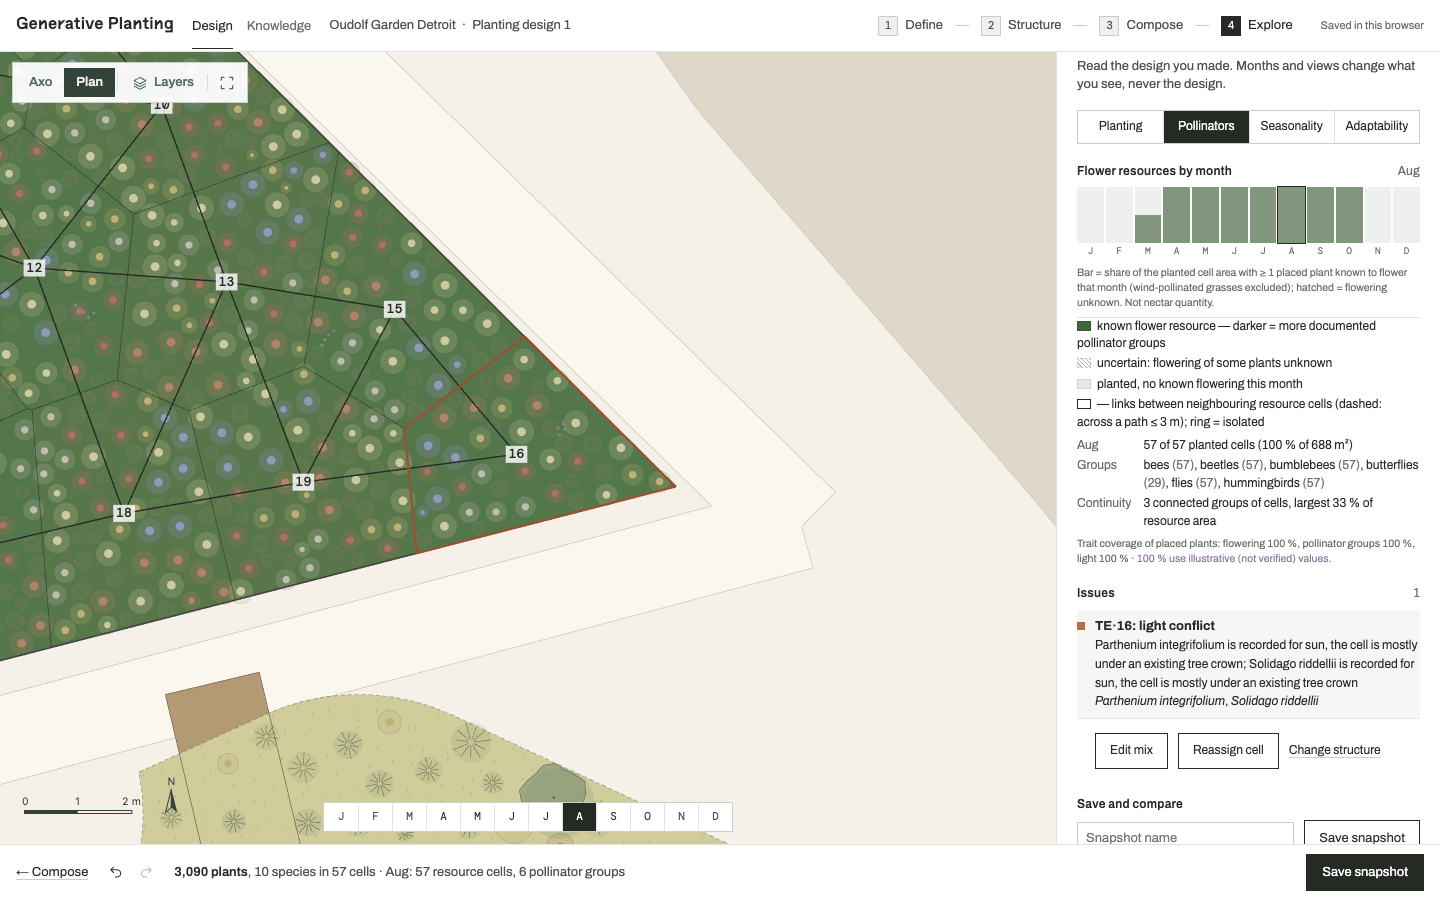 Generative Planting
Design
Knowledge
Oudolf Garden Detroit · Planting design 1
1 Define — 2 Structure — 3 Compose — 4 Explore
Saved in this browser
Axo
Plan
Layers
10
12
13
15
16
19
18
N
0 1 2 m
J F M A M J J A S O N D
Read the design you made. Months and views change what
you see, never the design.
Planting
Pollinators
Seasonality
Adaptability
Flower resources by month
Aug
J F M A M J J A S O N D
Bar = share of the planted cell area with ≥ 1 placed plant known to flower
that month (wind-pollinated grasses excluded); hatched = flowering
unknown. Not nectar quantity.
known flower resource — darker = more documented
pollinator groups
uncertain: flowering of some plants unknown
planted, no known flowering this month
— links between neighbouring resource cells (dashed:
across a path ≤ 3 m); ring = isolated
Aug 57 of 57 planted cells (100 % of 688 m²)
Groups bees (57), beetles (57), bumblebees (57), butterflies
(29), flies (57), hummingbirds (57)
Continuity 3 connected groups of cells, largest 33 % of
resource area
Trait coverage of placed plants: flowering 100 %, pollinator groups 100 %,
light 100 % · 100 % use illustrative (not verified) values.
Issues
1
TE·16: light conflict
Parthenium integrifolium is recorded for sun, the cell is mostly
under an existing tree crown; Solidago riddellii is recorded for
sun, the cell is mostly under an existing tree crown
Parthenium integrifolium, Solidago riddellii
Edit mix
Reassign cell
Change structure
Save and compare
Snapshot name
Save snapshot
← Compose
3,090 plants, 10 species in 57 cells · Aug: 57 resource cells, 6 pollinator groups
Save snapshot